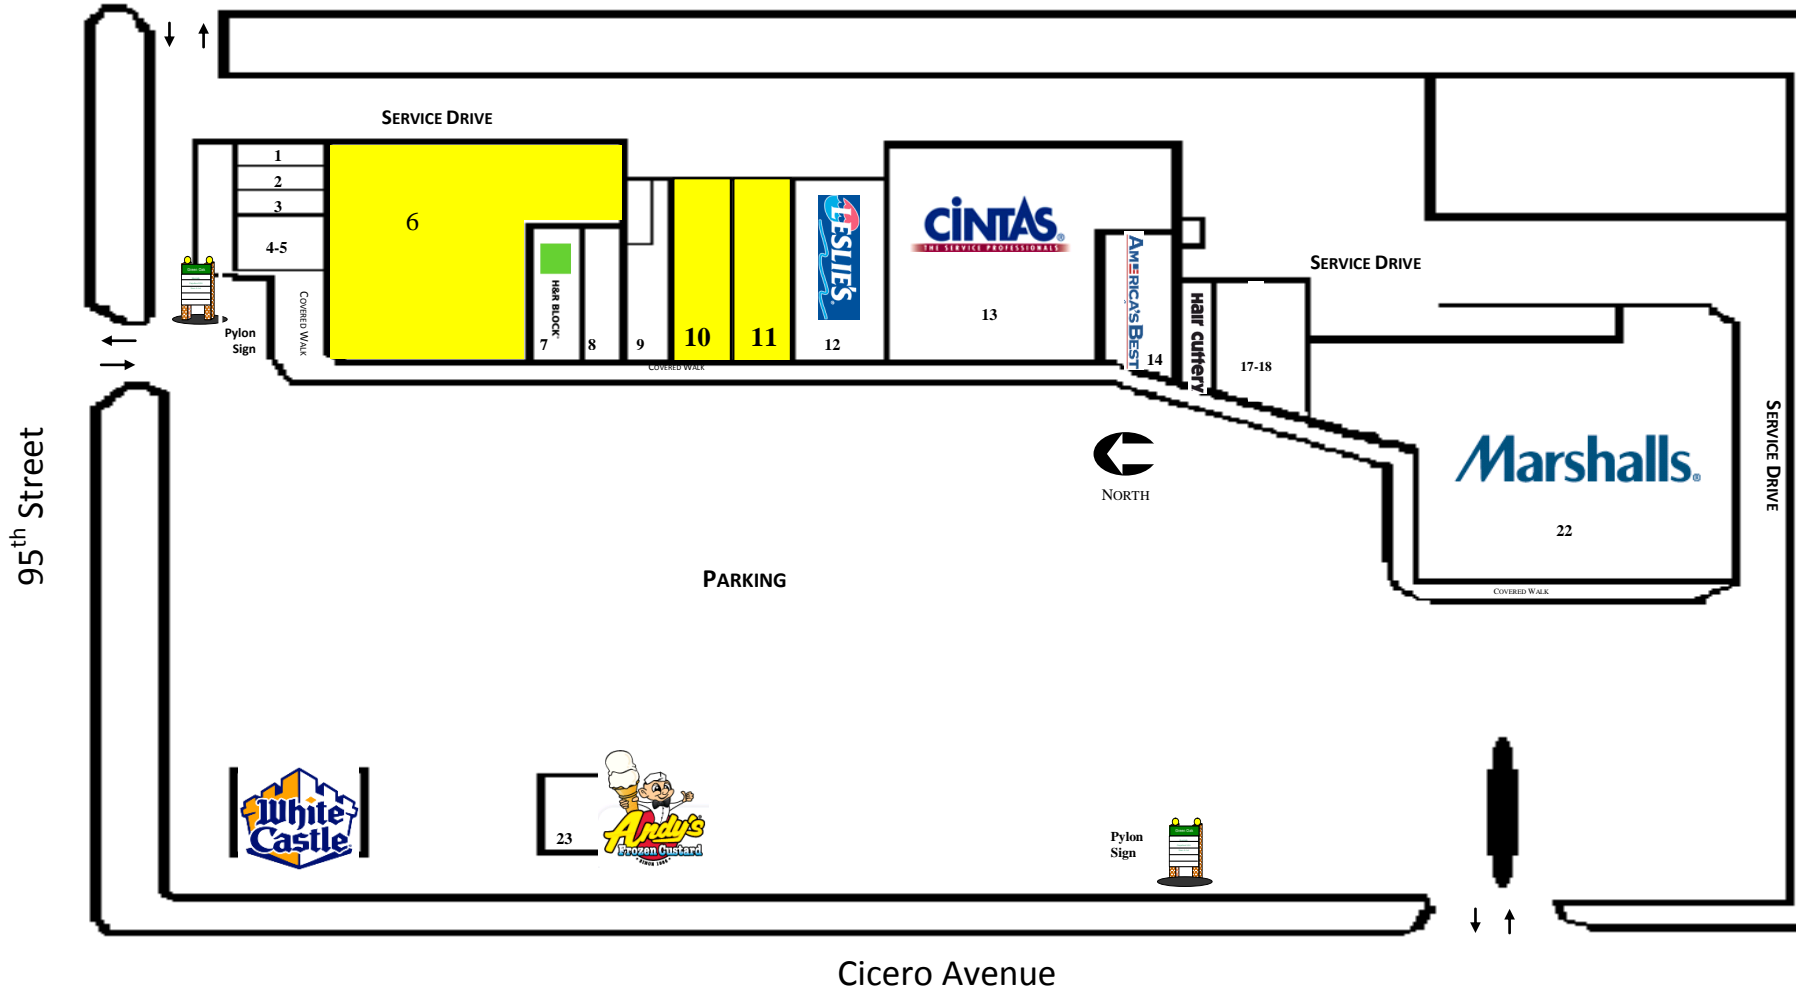 SERVICE DRIVE
1
2
3
4-5
6
H&R BLOCK
7
8
9
10
11
LESLIE'S
12
CINTAS
THE SERVICE PROFESSIONALS
13
AMERICA'S BEST
14
Hair cuttery
17-18
SERVICE DRIVE
SERVICE DRIVE
Pylon
Sign
COVERED WALK
COVERED WALK
NORTH
Marshalls
22
COVERED WALK
95th Street
PARKING
White
Castle
23
Andy's
Frozen Custard
Pylon
Sign
Cicero Avenue